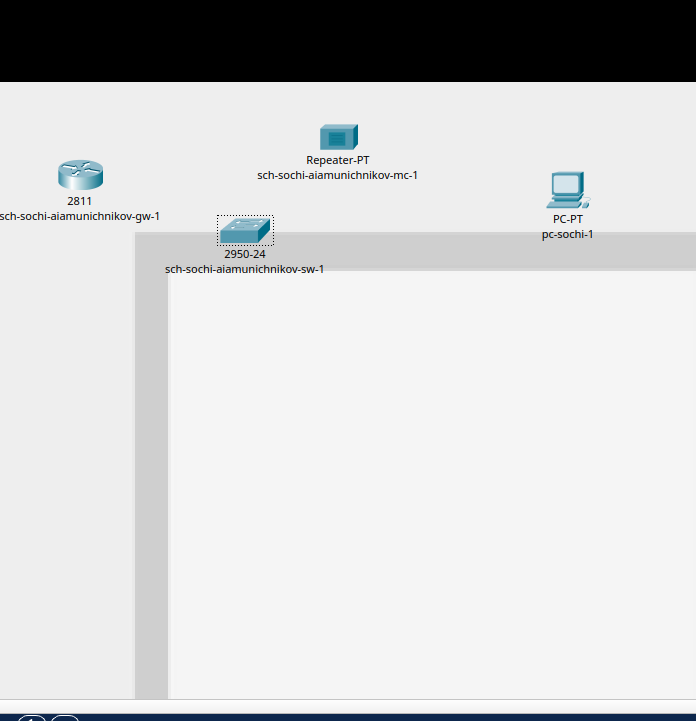 Repeater-PT
sch-sochi-aiamunichnikov-mc-1
2811
sch-sochi-aiamunichnikov-gw-1
PC-PT
pc-sochi-1
2950-24
sch-sochi-aiamunichnikov-sw-1